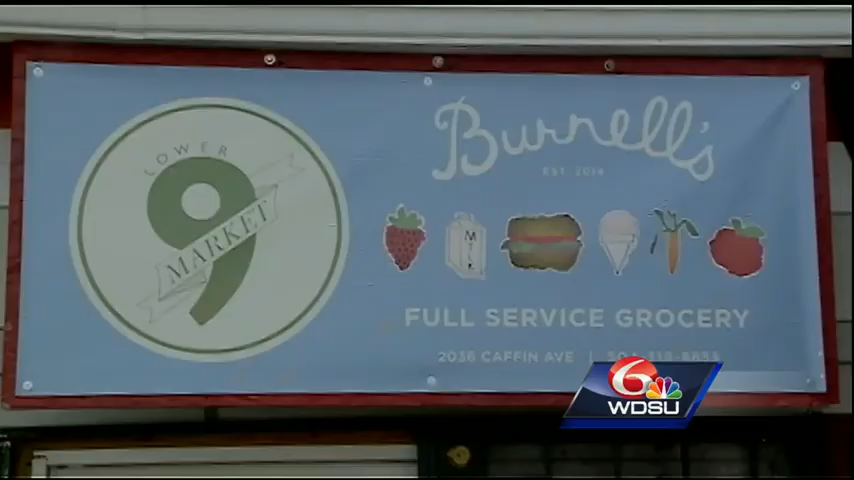 LOWER
9
MARKET
Burnell's
EST. 2014
MILK
FULL SERVICE GROCERY
2036 CAFFIN AVE |
6
WDSU